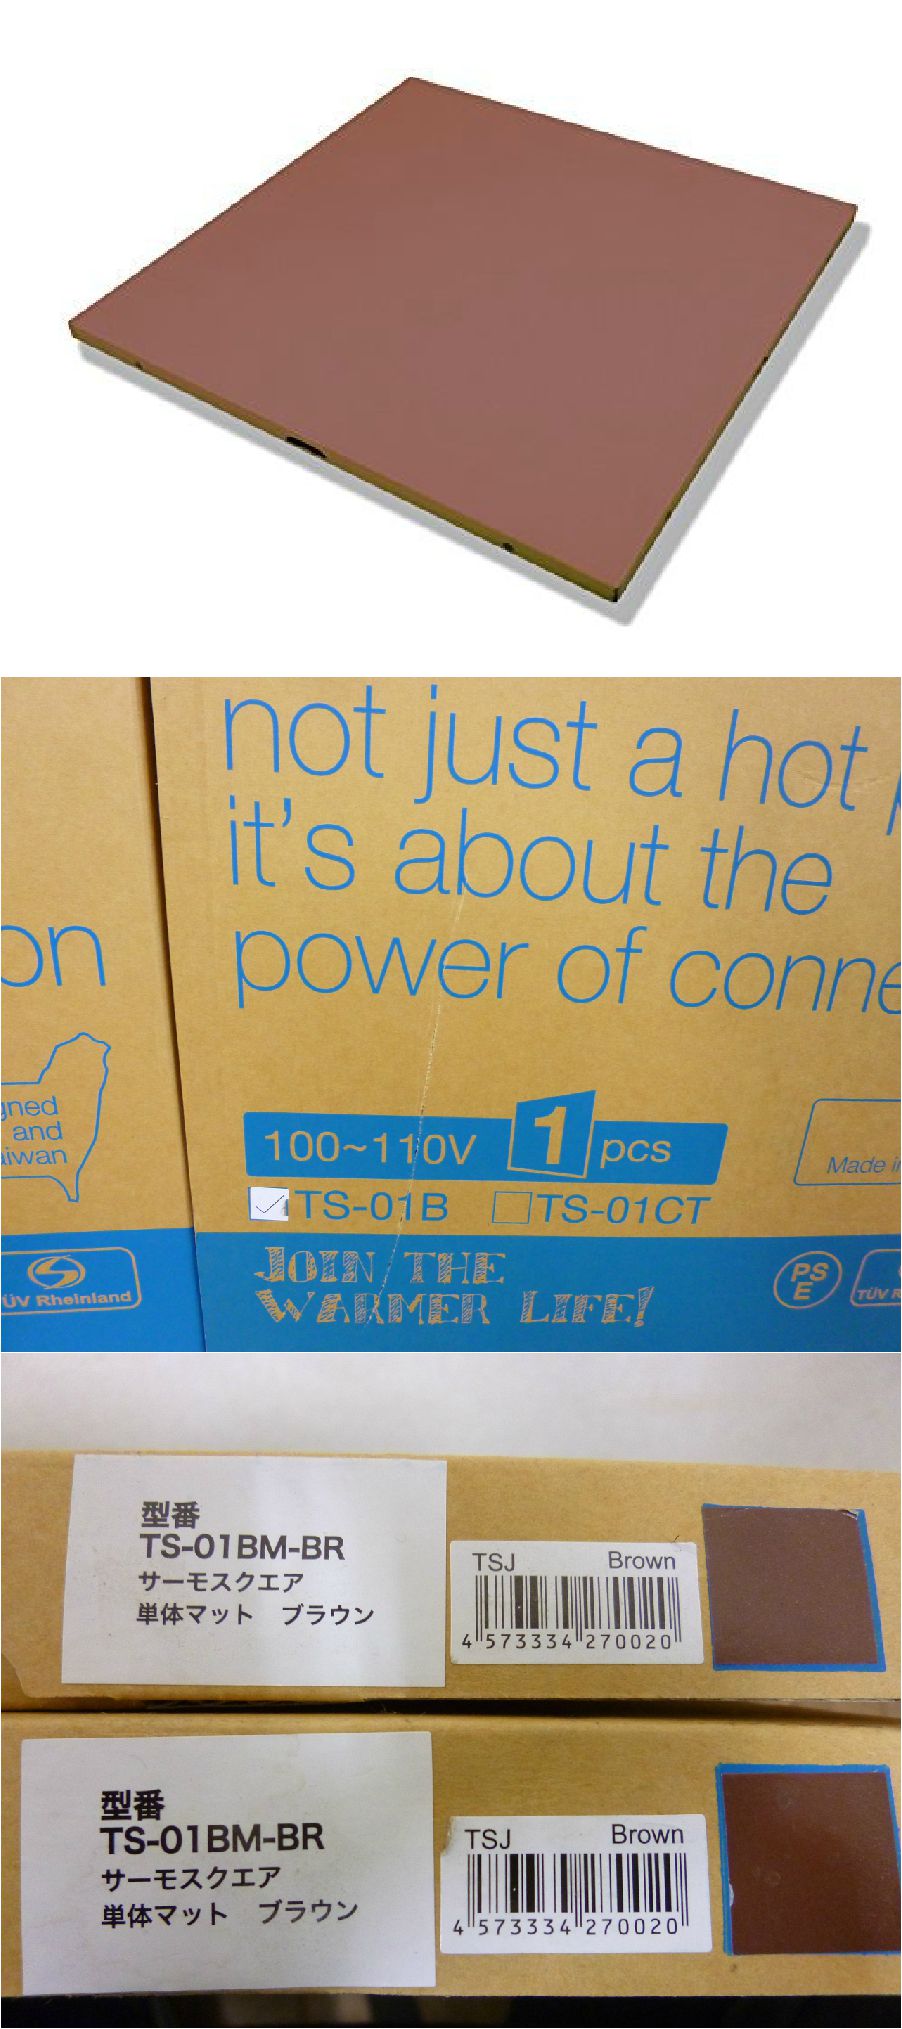 not just a hot
it's about the
power of conne
on
gned
and
aiwan
100~110V 1 pcs
Made in
TS-01B TS-01CT
JOIN THE
WARMER LIFE!
TÜV Rheinland
PS
E
TÜV R
型番
TS-01BM-BR
サーモスクエア
単体マット ブラウン
TSJ Brown
4 573334 270020
型番
TS-01BM-BR
サーモスクエア
単体マット ブラウン
TSJ Brown
4 573334 270020